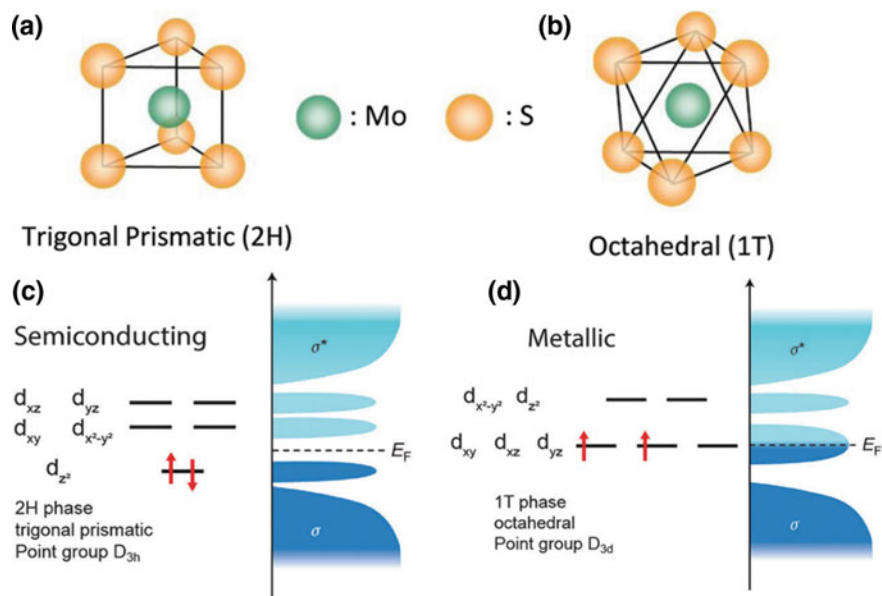 (a)
(b)
: Mo
: S
Trigonal Prismatic (2H)
Octahedral (1T)
(c)
Semiconducting
σ*
d_xz d_yz
d_xy d_x²-y²
E_F
d_z²
2H phase
trigonal prismatic
Point group D_3h
σ
(d)
Metallic
σ*
d_x²-y² d_z²
d_xy d_xz d_yz
E_F
1T phase
octahedral
Point group D_3d
σ